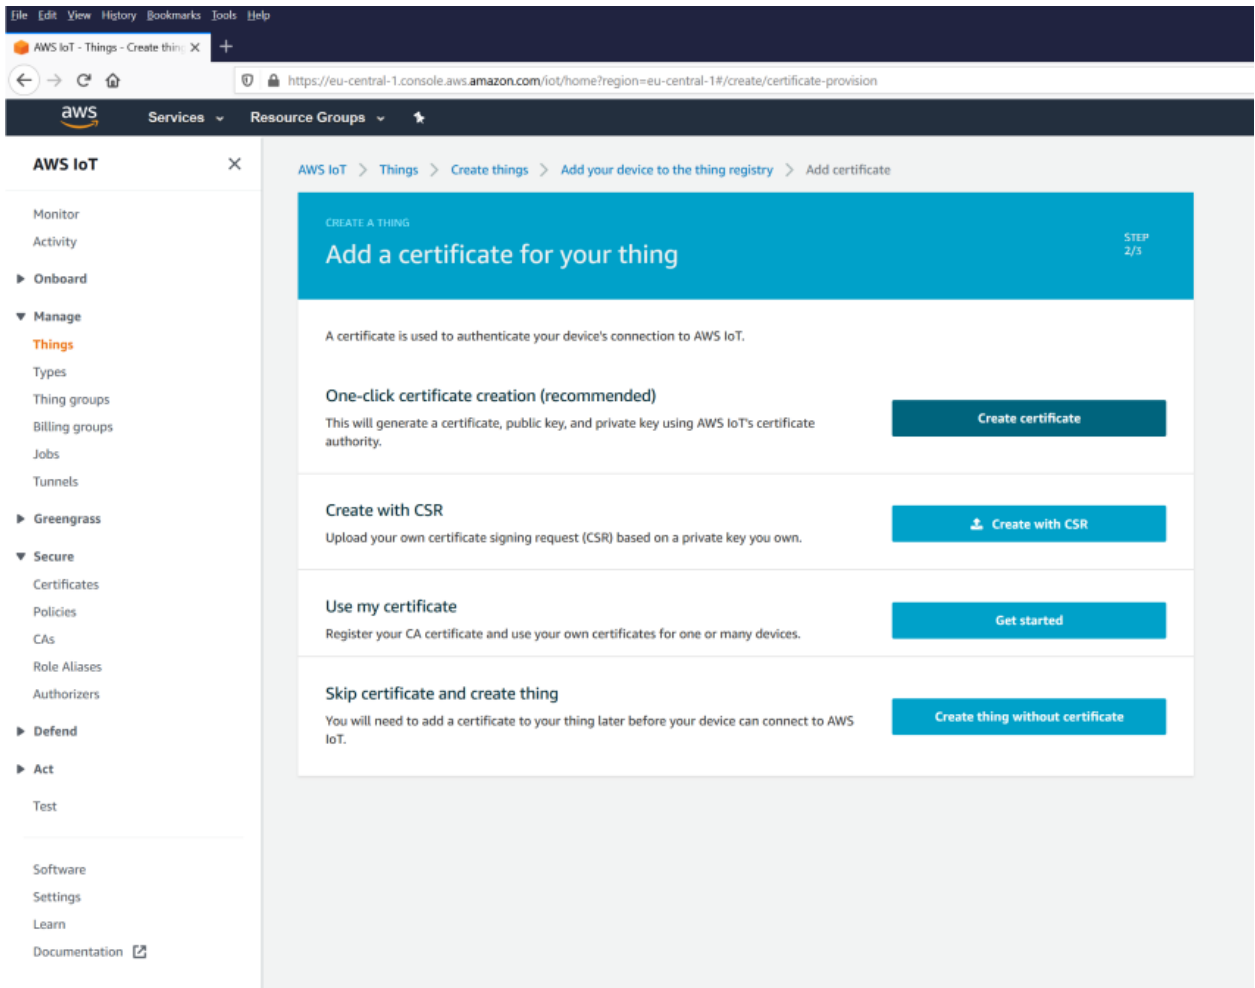 File Edit View History Bookmarks Tools Help
AWS IoT - Things - Create thing
https://eu-central-1.console.aws.amazon.com/iot/home?region=eu-central-1#/create/certificate-provision
aws Services Resource Groups
AWS IoT
Monitor
Activity
Onboard
Manage
Things
Types
Thing groups
Billing groups
Jobs
Tunnels
Greengrass
Secure
Certificates
Policies
CAs
Role Aliases
Authorizers
Defend
Act
Test
Software
Settings
Learn
Documentation
AWS IoT > Things > Create things > Add your device to the thing registry > Add certificate
CREATE A THING
Add a certificate for your thing
STEP
2/3
A certificate is used to authenticate your device's connection to AWS IoT.
One-click certificate creation (recommended)
This will generate a certificate, public key, and private key using AWS IoT's certificate
authority.
Create certificate
Create with CSR
Upload your own certificate signing request (CSR) based on a private key you own.
Create with CSR
Use my certificate
Register your CA certificate and use your own certificates for one or many devices.
Get started
Skip certificate and create thing
You will need to add a certificate to your thing later before your device can connect to AWS
IoT.
Create thing without certificate